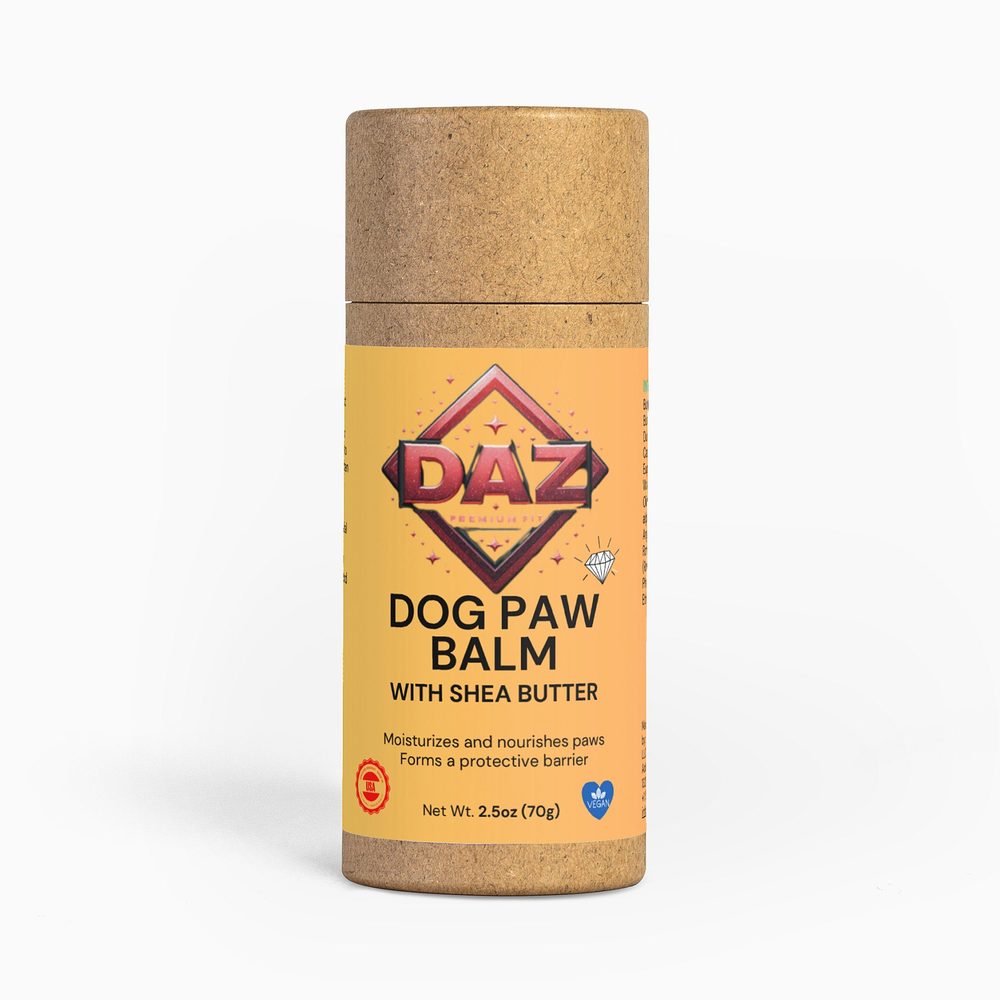 DAZ
PREMIUM FIT
DOG PAW
BALM
WITH SHEA BUTTER
Moisturizes and nourishes paws
Forms a protective barrier
USA
VEGAN
Net Wt. 2.5oz (70g)